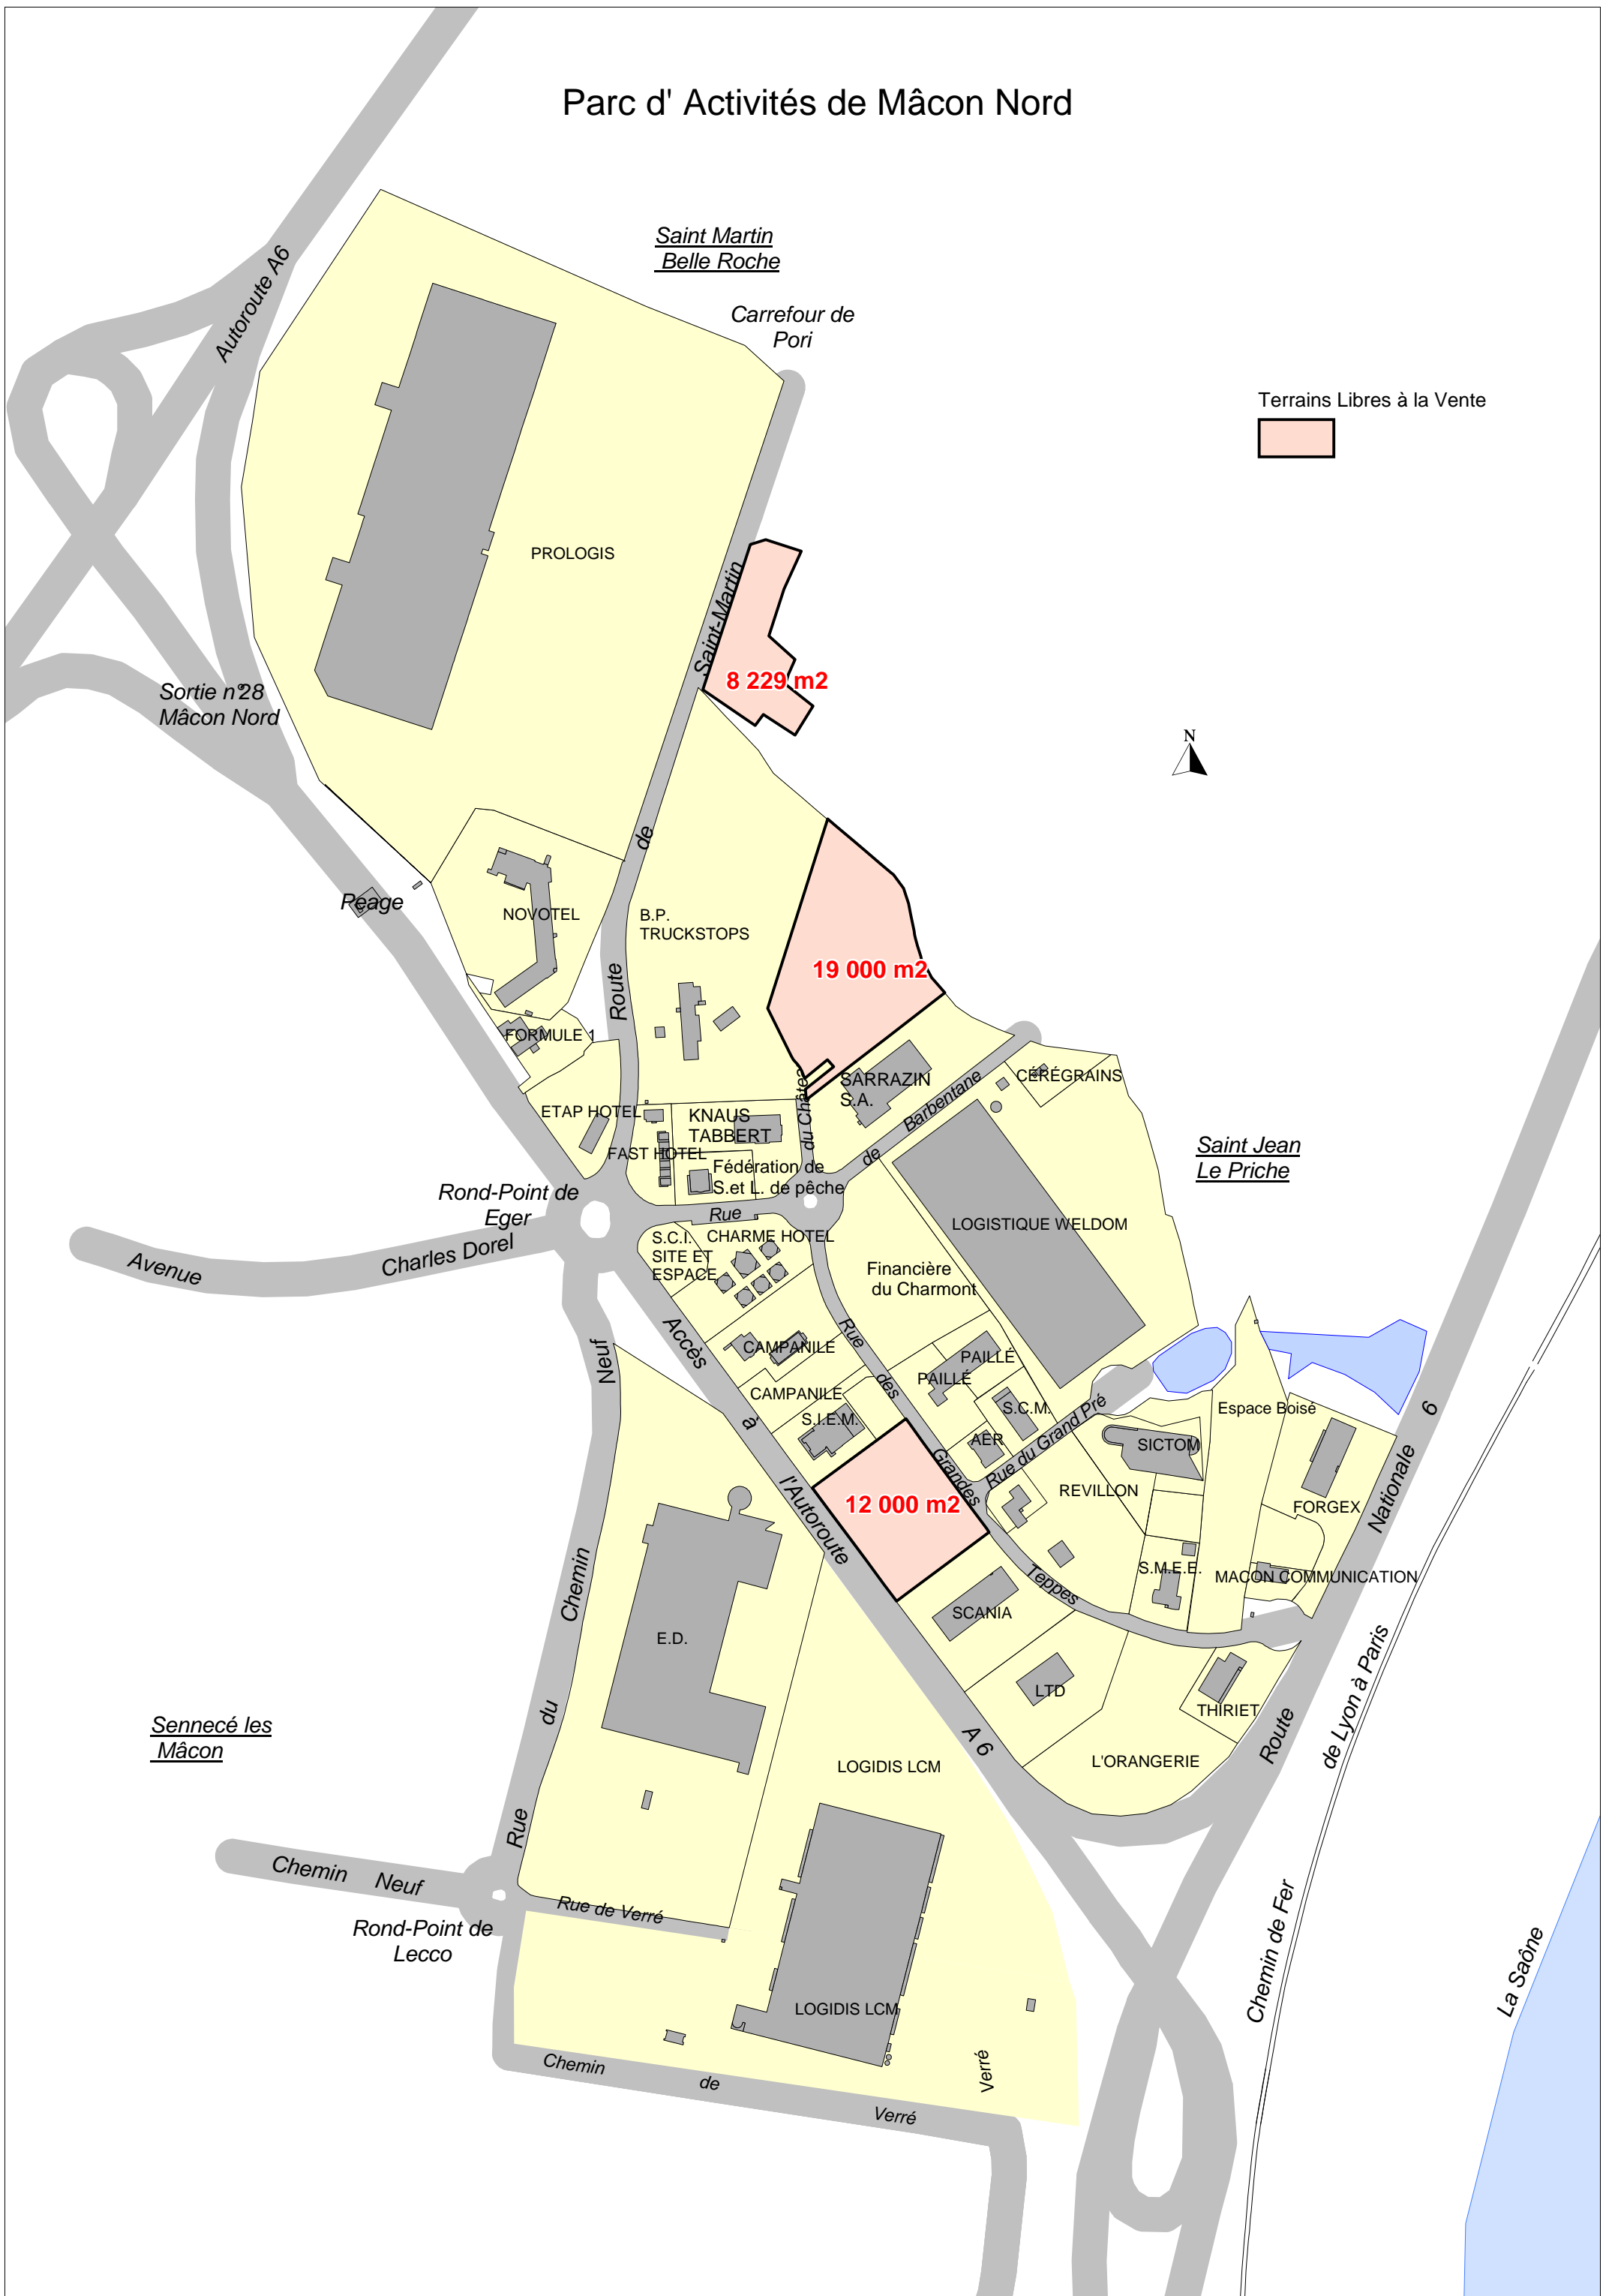 Parc d' Activités de Mâcon Nord
Saint Martin
Belle Roche
Autoroute A6
Carrefour de
Pori
Terrains Libres à la Vente
PROLOGIS
Saint-Martin
8 229 m2
Sortie n°28
Mâcon Nord
N
de
Peage
NOVOTEL
B.P.
TRUCKSTOPS
19 000 m2
Route
FORMULE 1
SARRAZIN
S.A.
CÉRÉGRAINS
ETAP HOTEL
KNAUS
TABBERT
du Châtea
Barbentane
de
FAST HOTEL
Fédération de
S.et L. de pêche
Saint Jean
Le Priche
Rond-Point de
Eger
Rue
LOGISTIQUE WELDOM
S.C.I.
SITE ET
ESPACE
CHARME HOTEL
Avenue
Charles Dorel
Financière
du Charmont
Neuf
Accès
Rue
CAMPANILE
PAILLÉ
PAILLÉ
des
CAMPANILE
S.I.E.M.
S.C.M.
Espace Boisé
6
à
AER
Rue du Grand Pré
SICTOM
Grandes
l'Autoroute
12 000 m2
REVILLON
FORGEX
Nationale
Chemin
Teppes
S.M.E.E.
MACON COMMUNICATION
SCANIA
E.D.
LTD
THIRIET
de Lyon à Paris
Sennecé les
Mâcon
du
A 6
Route
LOGIDIS LCM
L'ORANGERIE
Rue
Chemin Neuf
Rue de Verré
Rond-Point de
Lecco
Chemin de Fer
La Saône
LOGIDIS LCM
Verré
Chemin
de
Verré